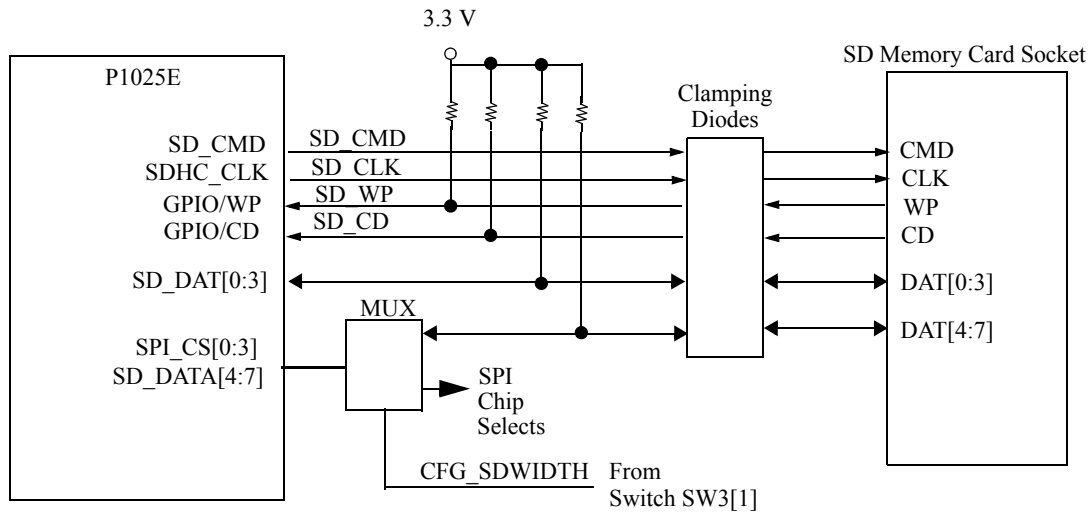 3.3 V
P1025E
SD Memory Card Socket
Clamping
Diodes
SD_CMD
SD_CMD
CMD
SDHC_CLK
SD_CLK
CLK
GPIO/WP
SD_WP
WP
GPIO/CD
SD_CD
CD
SD_DAT[0:3]
DAT[0:3]
MUX
DAT[4:7]
SPI_CS[0:3]
SD_DATA[4:7]
SPI
Chip
Selects
CFG_SDWIDTH
From
Switch SW3[1]